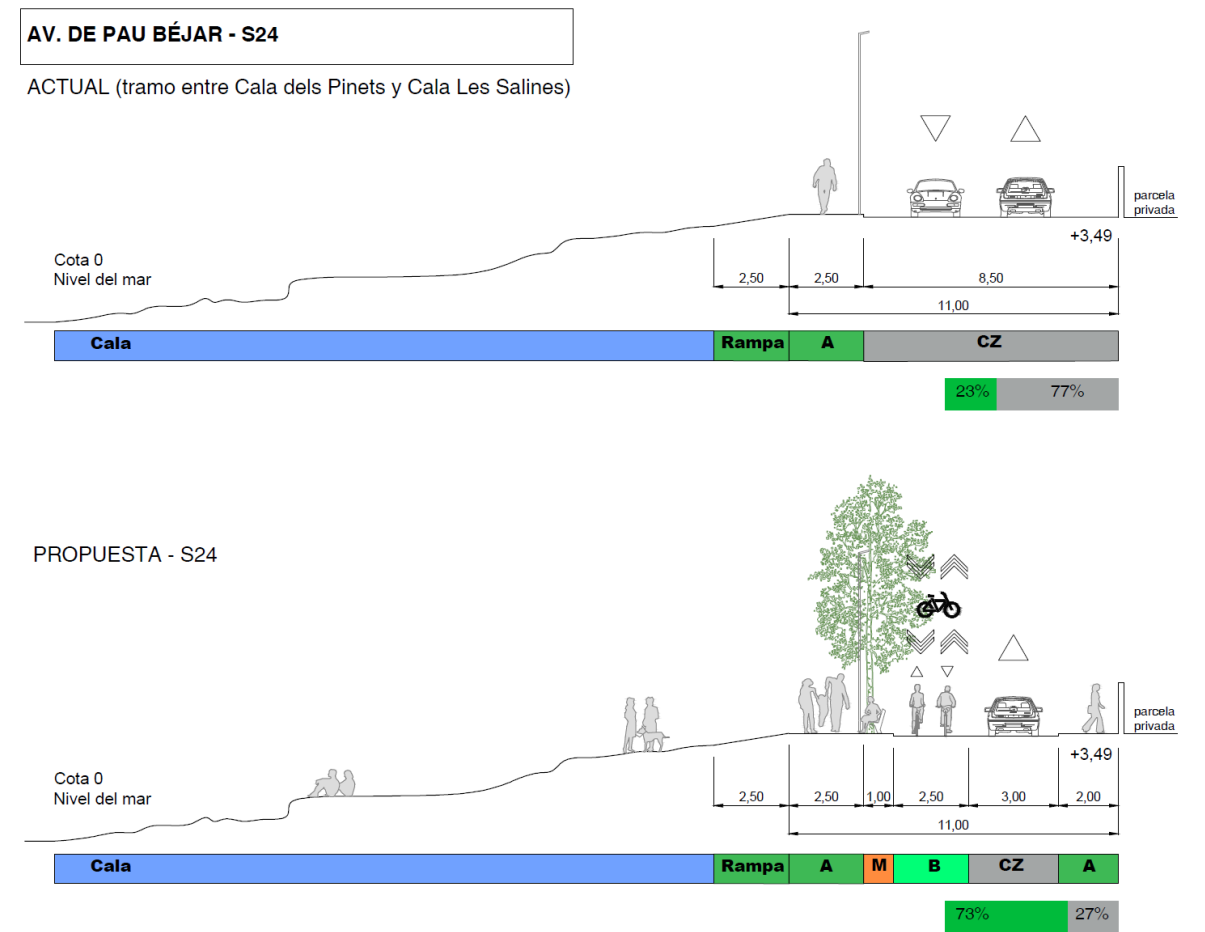 AV. DE PAU BÉJAR - S24
ACTUAL (tramo entre Cala dels Pinets y Cala Les Salines)
parcela
privada
+3,49
Cota 0
Nivel del mar
2,50 2,50 8,50
11,00
Cala Rampa A CZ
23% 77%
PROPUESTA - S24
parcela
privada
+3,49
Cota 0
Nivel del mar
2,50 2,50 1,00 2,50 3,00 2,00
11,00
Cala Rampa A M B CZ A
73% 27%